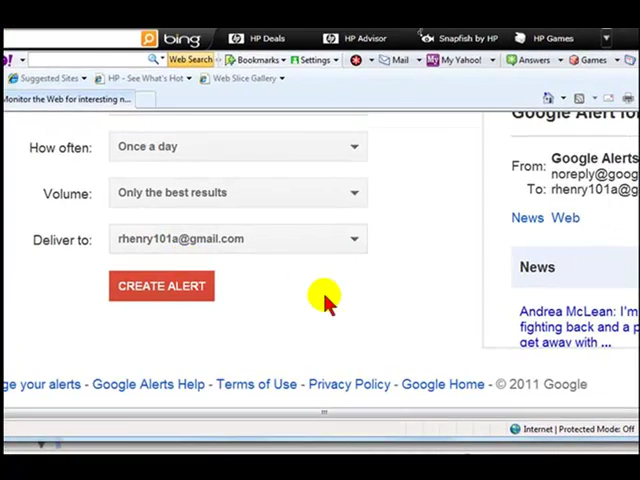 bing HP Deals HP Advisor Snapfish by HP HP Games
Web Search Bookmarks Settings Mail My Yahoo! Answers Games
Suggested Sites HP - See What's Hot Web Slice Gallery
Monitor the Web for interesting n...
How often: Once a day
Volume: Only the best results
Deliver to: rhenry101a@gmail.com
CREATE ALERT
Google Alert for
From: Google Alerts
noreply@goog
To: rhenry101a
News Web
News
Andrea McLean: I'm
fighting back and a p
get away with ...
ge your alerts - Google Alerts Help - Terms of Use - Privacy Policy - Google Home - © 2011 Google
Internet | Protected Mode: Off